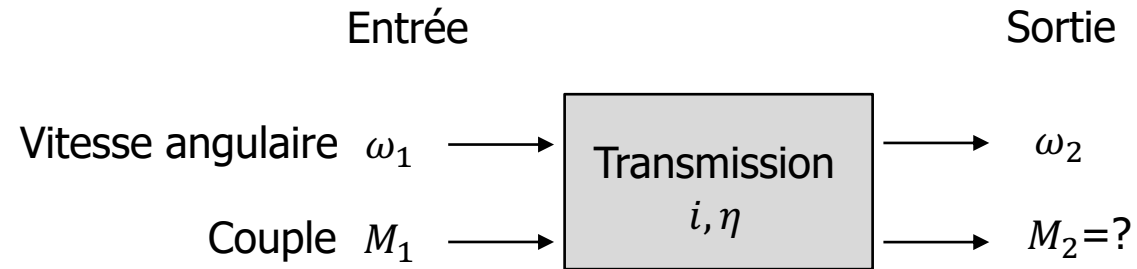 Entrée Sortie
Vitesse angulaire ω₁ Transmission ω₂
i, η
Couple M₁ M₂=?